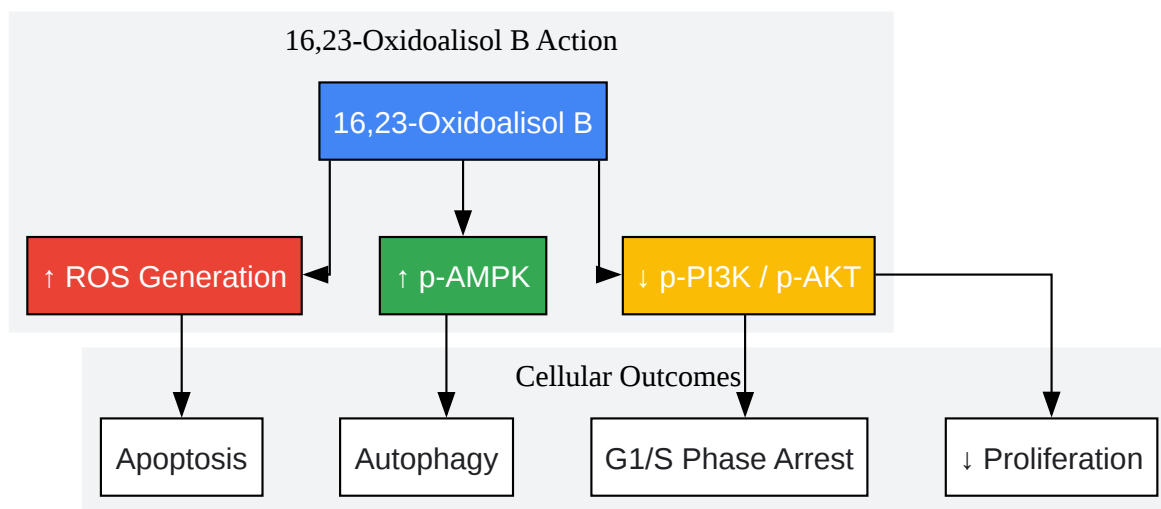 16,23-Oxidoalisol B Action
16,23-Oxidoalisol B
↑ ROS Generation
↑ p-AMPK
↓ p-PI3K / p-AKT
Cellular Outcomes
Apoptosis
Autophagy
G1/S Phase Arrest
↓ Proliferation